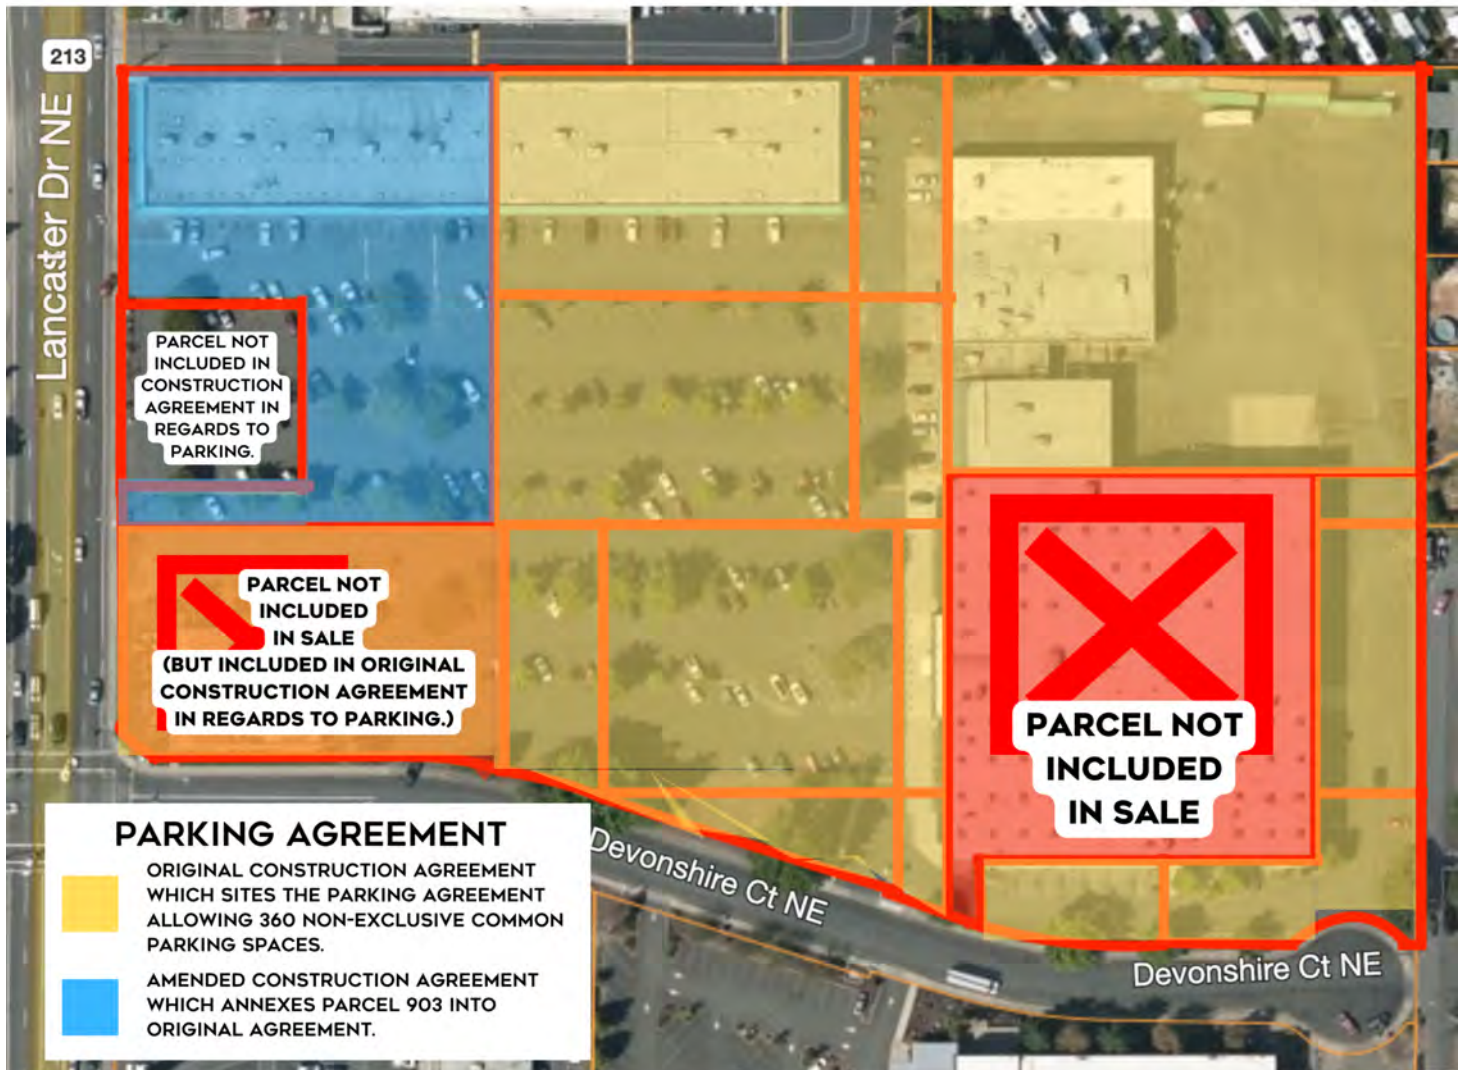 213
Lancaster Dr NE
PARCEL NOT
INCLUDED IN
CONSTRUCTION
AGREEMENT IN
REGARDS TO
PARKING.
PARCEL NOT
INCLUDED
IN SALE
(BUT INCLUDED IN ORIGINAL
CONSTRUCTION AGREEMENT
IN REGARDS TO PARKING.)
PARCEL NOT
INCLUDED
IN SALE
PARKING AGREEMENT
ORIGINAL CONSTRUCTION AGREEMENT
WHICH SITES THE PARKING AGREEMENT
ALLOWING 360 NON-EXCLUSIVE COMMON
PARKING SPACES.
AMENDED CONSTRUCTION AGREEMENT
WHICH ANNEXES PARCEL 903 INTO
ORIGINAL AGREEMENT.
Devonshire Ct NE
Devonshire Ct NE